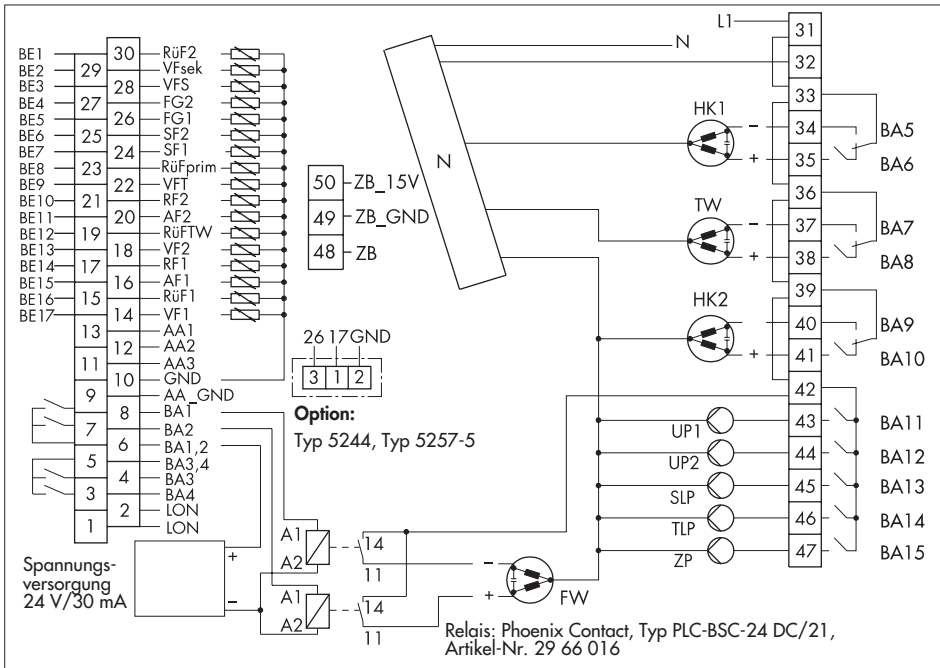 BE1 30 RüF2
BE2 29 VFsek
BE3 28 VFS
BE4 27 FG2
BE5 26 FG1
BE6 25 SF2
BE7 24 SF1
BE8 23 RüFprim
BE9 22 VFT
BE10 21 RF2
BE11 20 AF2
BE12 19 RüFTW
BE13 18 VF2
BE14 17 RF1
BE15 16 AF1
BE16 15 RüF1
BE17 14 VF1
13 AA1
12 AA2
11 AA3
10 GND
9 AA_GND
8 BA1
7 BA2
6 BA1,2
5 BA3,4
4 BA3
3 BA4
2 LON
1 LON
Spannungs-
versorgung
24 V/30 mA
+
−
50 ZB_15V
49 ZB_GND
48 ZB
26 17 GND
3 1 2
Option:
Typ 5244, Typ 5257-5
A1
A2
14
11
A1
A2
14
11
N
N
L1 31
32
33
HK1 − 34 BA5
+ 35 BA6
36
TW − 37 BA7
+ 38 BA8
39
HK2 − 40 BA9
+ 41 BA10
42
UP1 43 BA11
UP2 44 BA12
SLP 45 BA13
TLP 46 BA14
ZP 47 BA15
−
+
FW
Relais: Phoenix Contact, Typ PLC-BSC-24 DC/21,
Artikel-Nr. 29 66 016